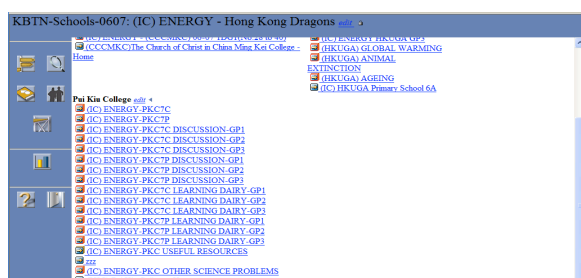 KBTN-Schools-0607: (IC) ENERGY - Hong Kong Dragons edit
(CCCMKC)The Church of Christ in China Ming Kei College - Home
Pui Kiu College edit
(IC) ENERGY-PKC7C
(IC) ENERGY-PKC7P
(IC) ENERGY-PKC7C DISCUSSION-GP1
(IC) ENERGY-PKC7C DISCUSSION-GP2
(IC) ENERGY-PKC7C DISCUSSION-GP3
(IC) ENERGY-PKC7P DISCUSSION-GP1
(IC) ENERGY-PKC7P DISCUSSION-GP2
(IC) ENERGY-PKC7P DISCUSSION-GP3
(IC) ENERGY-PKC7C LEARNING DAIRY-GP1
(IC) ENERGY-PKC7C LEARNING DAIRY-GP2
(IC) ENERGY-PKC7C LEARNING DAIRY-GP3
(IC) ENERGY-PKC7P LEARNING DAIRY-GP1
(IC) ENERGY-PKC7P LEARNING DAIRY-GP2
(IC) ENERGY-PKC7P LEARNING DAIRY-GP3
(IC) ENERGY-PKC USEFUL RESOURCES
zzz
(IC) ENERGY-PKC OTHER SCIENCE PROBLEMS
(IC) ENERGY HKUGA GP3
(HKUGA) GLOBAL WARMING
(HKUGA) ANIMAL
EXTINCTION
(HKUGA) AGEING
(IC) HKUGA Primary School 6A